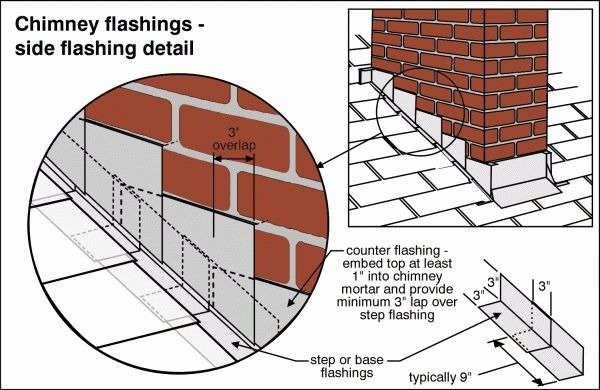 Chimney flashings -
side flashing detail
3"
overlap
counter flashing -
embed top at least
1" into chimney
mortar and provide
minimum 3" lap over
step flashing
step or base
flashings
3"
3"
3"
typically 9"